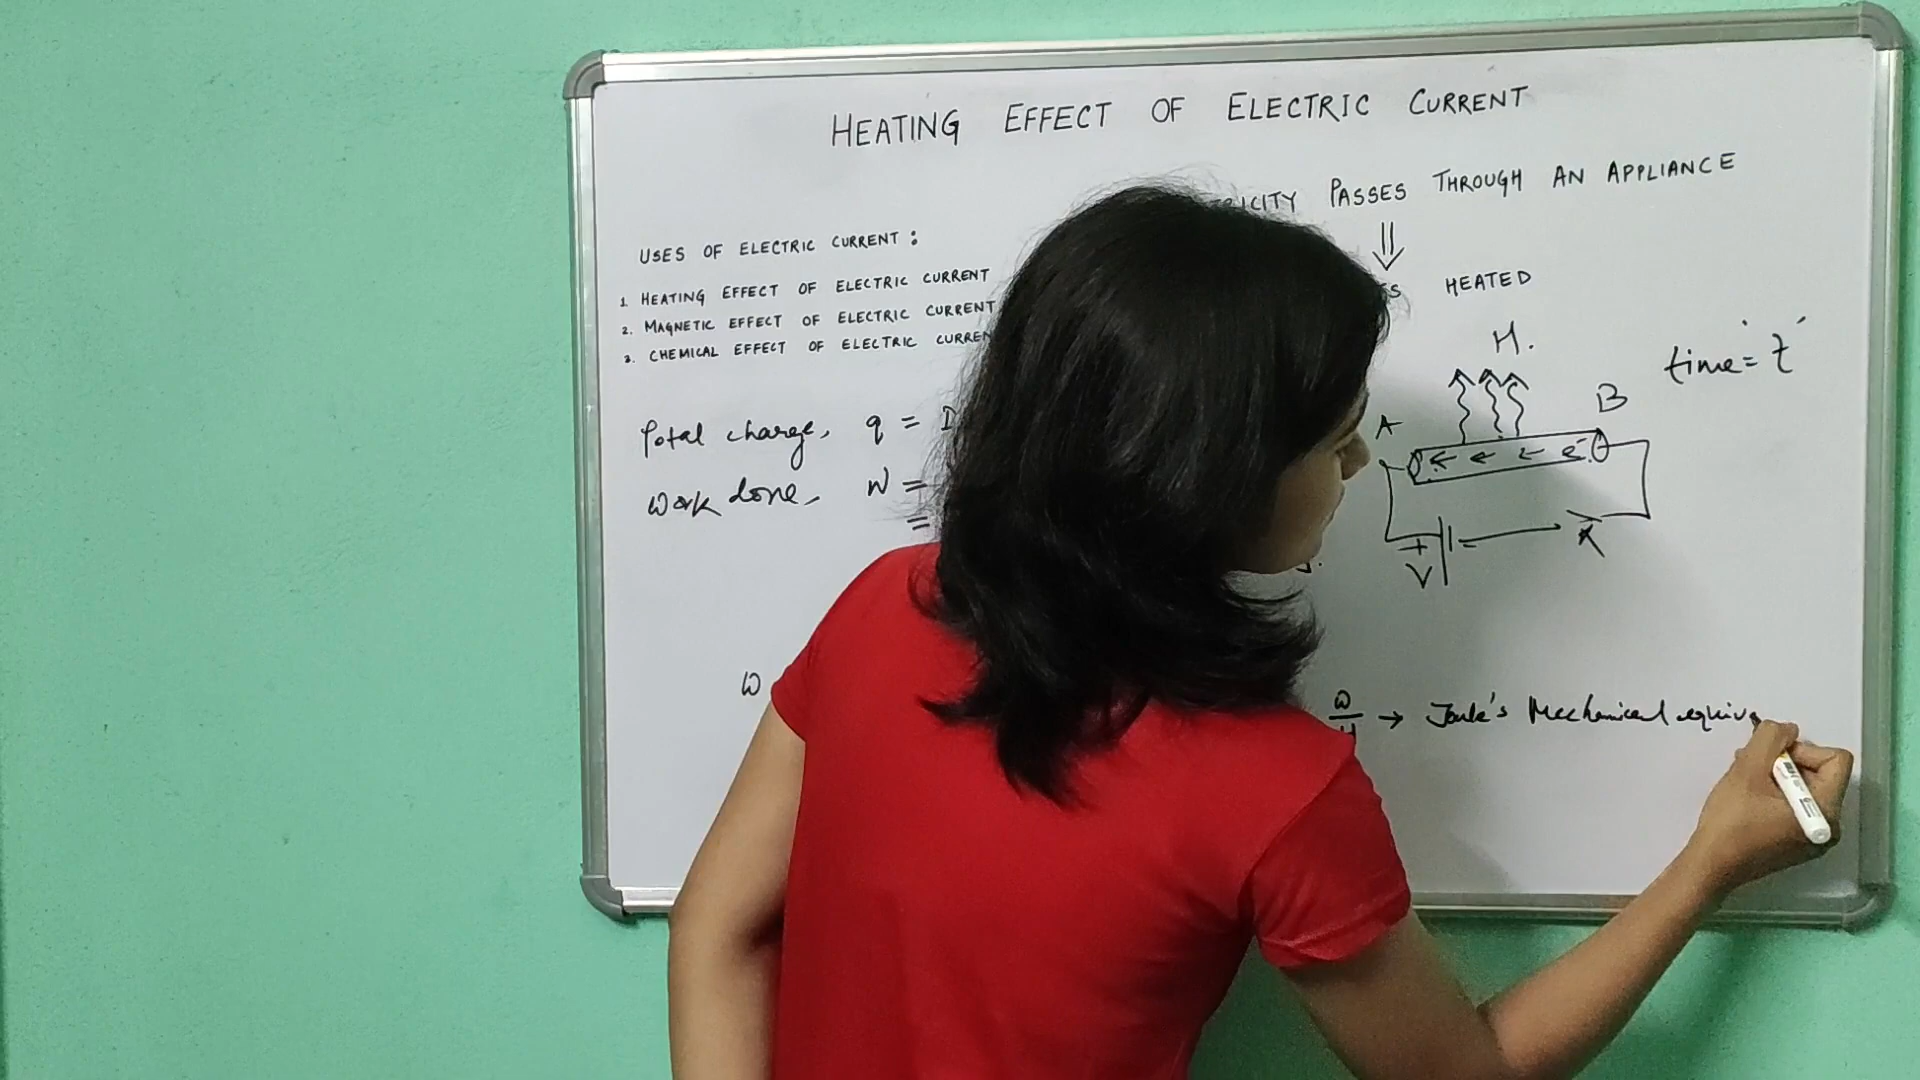 HEATING EFFECT OF ELECTRIC CURRENT
PASSES THROUGH AN APPLIANCE
USES OF ELECTRIC CURRENT :
HEATED
1. HEATING EFFECT OF ELECTRIC CURRENT
2. MAGNETIC EFFECT OF ELECTRIC CURRENT
3. CHEMICAL EFFECT OF ELECTRIC CURREN
H.
time = 't'
A
B
e⁻
Total charge, q =
Work done, W =
=
+
V
K
W
W
H → Joule's Mechanical equiva